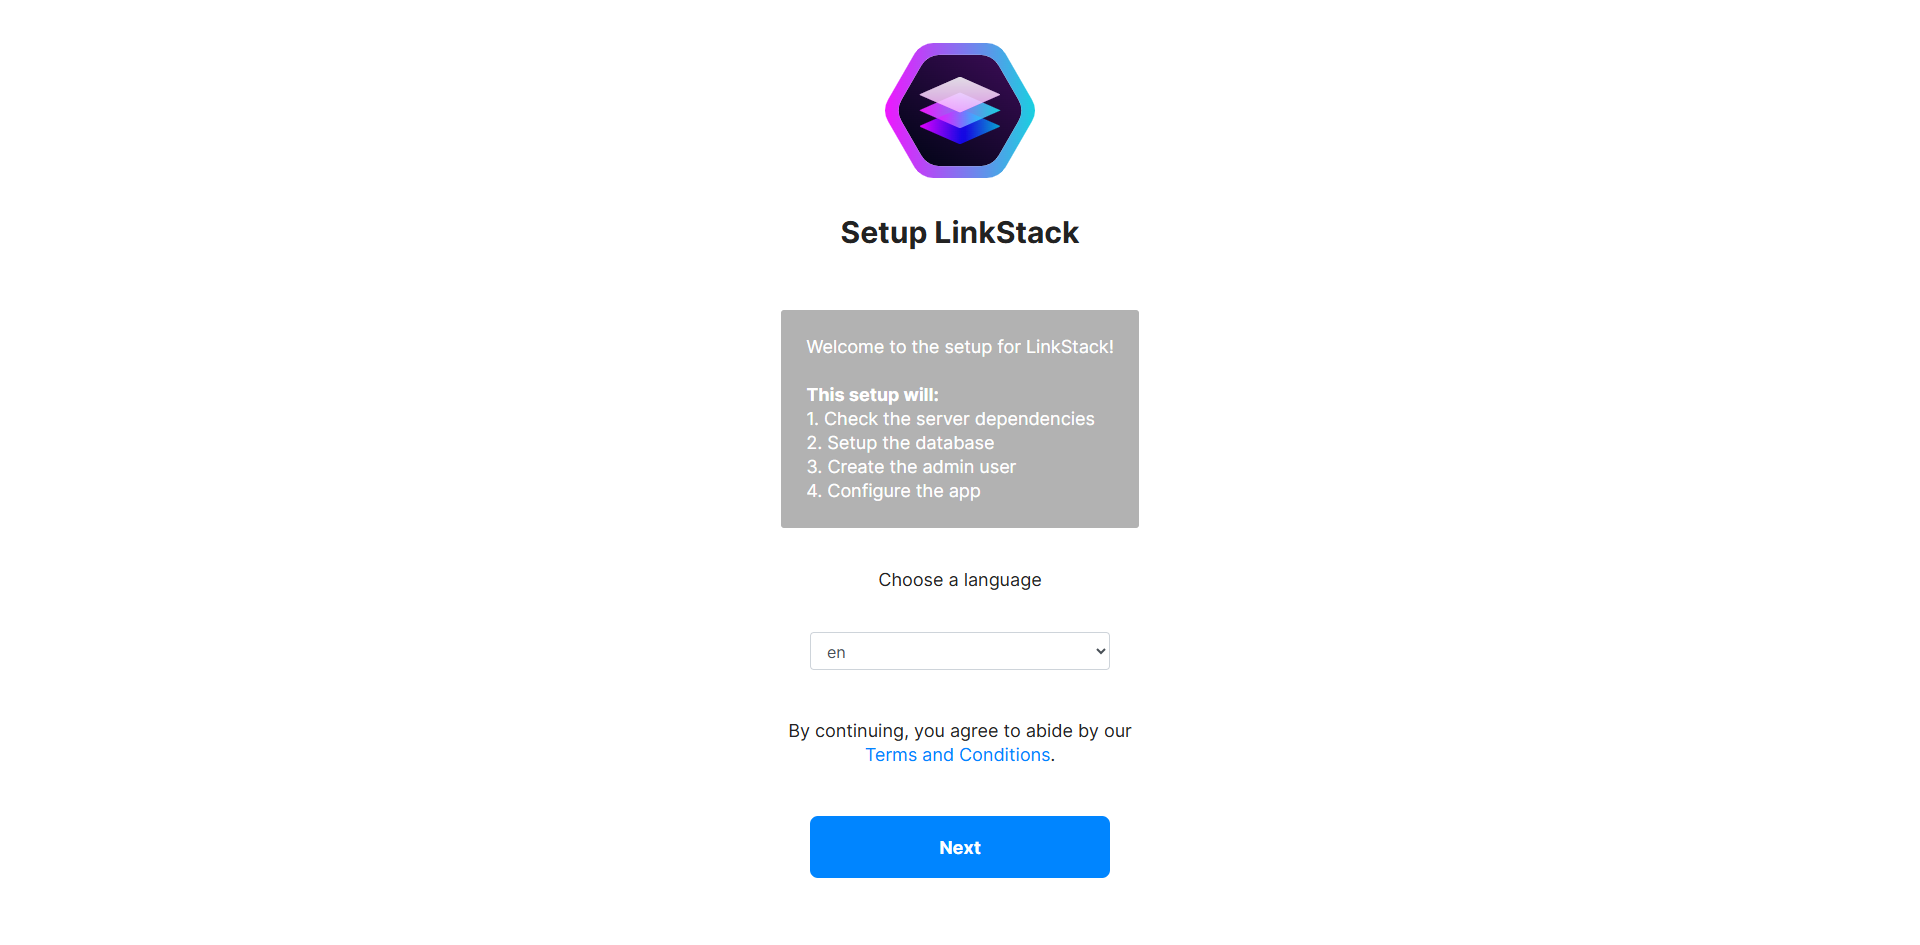 Setup LinkStack
Welcome to the setup for LinkStack!
This setup will:
1. Check the server dependencies
2. Setup the database
3. Create the admin user
4. Configure the app
Choose a language
en
By continuing, you agree to abide by our
Terms and Conditions.
Next